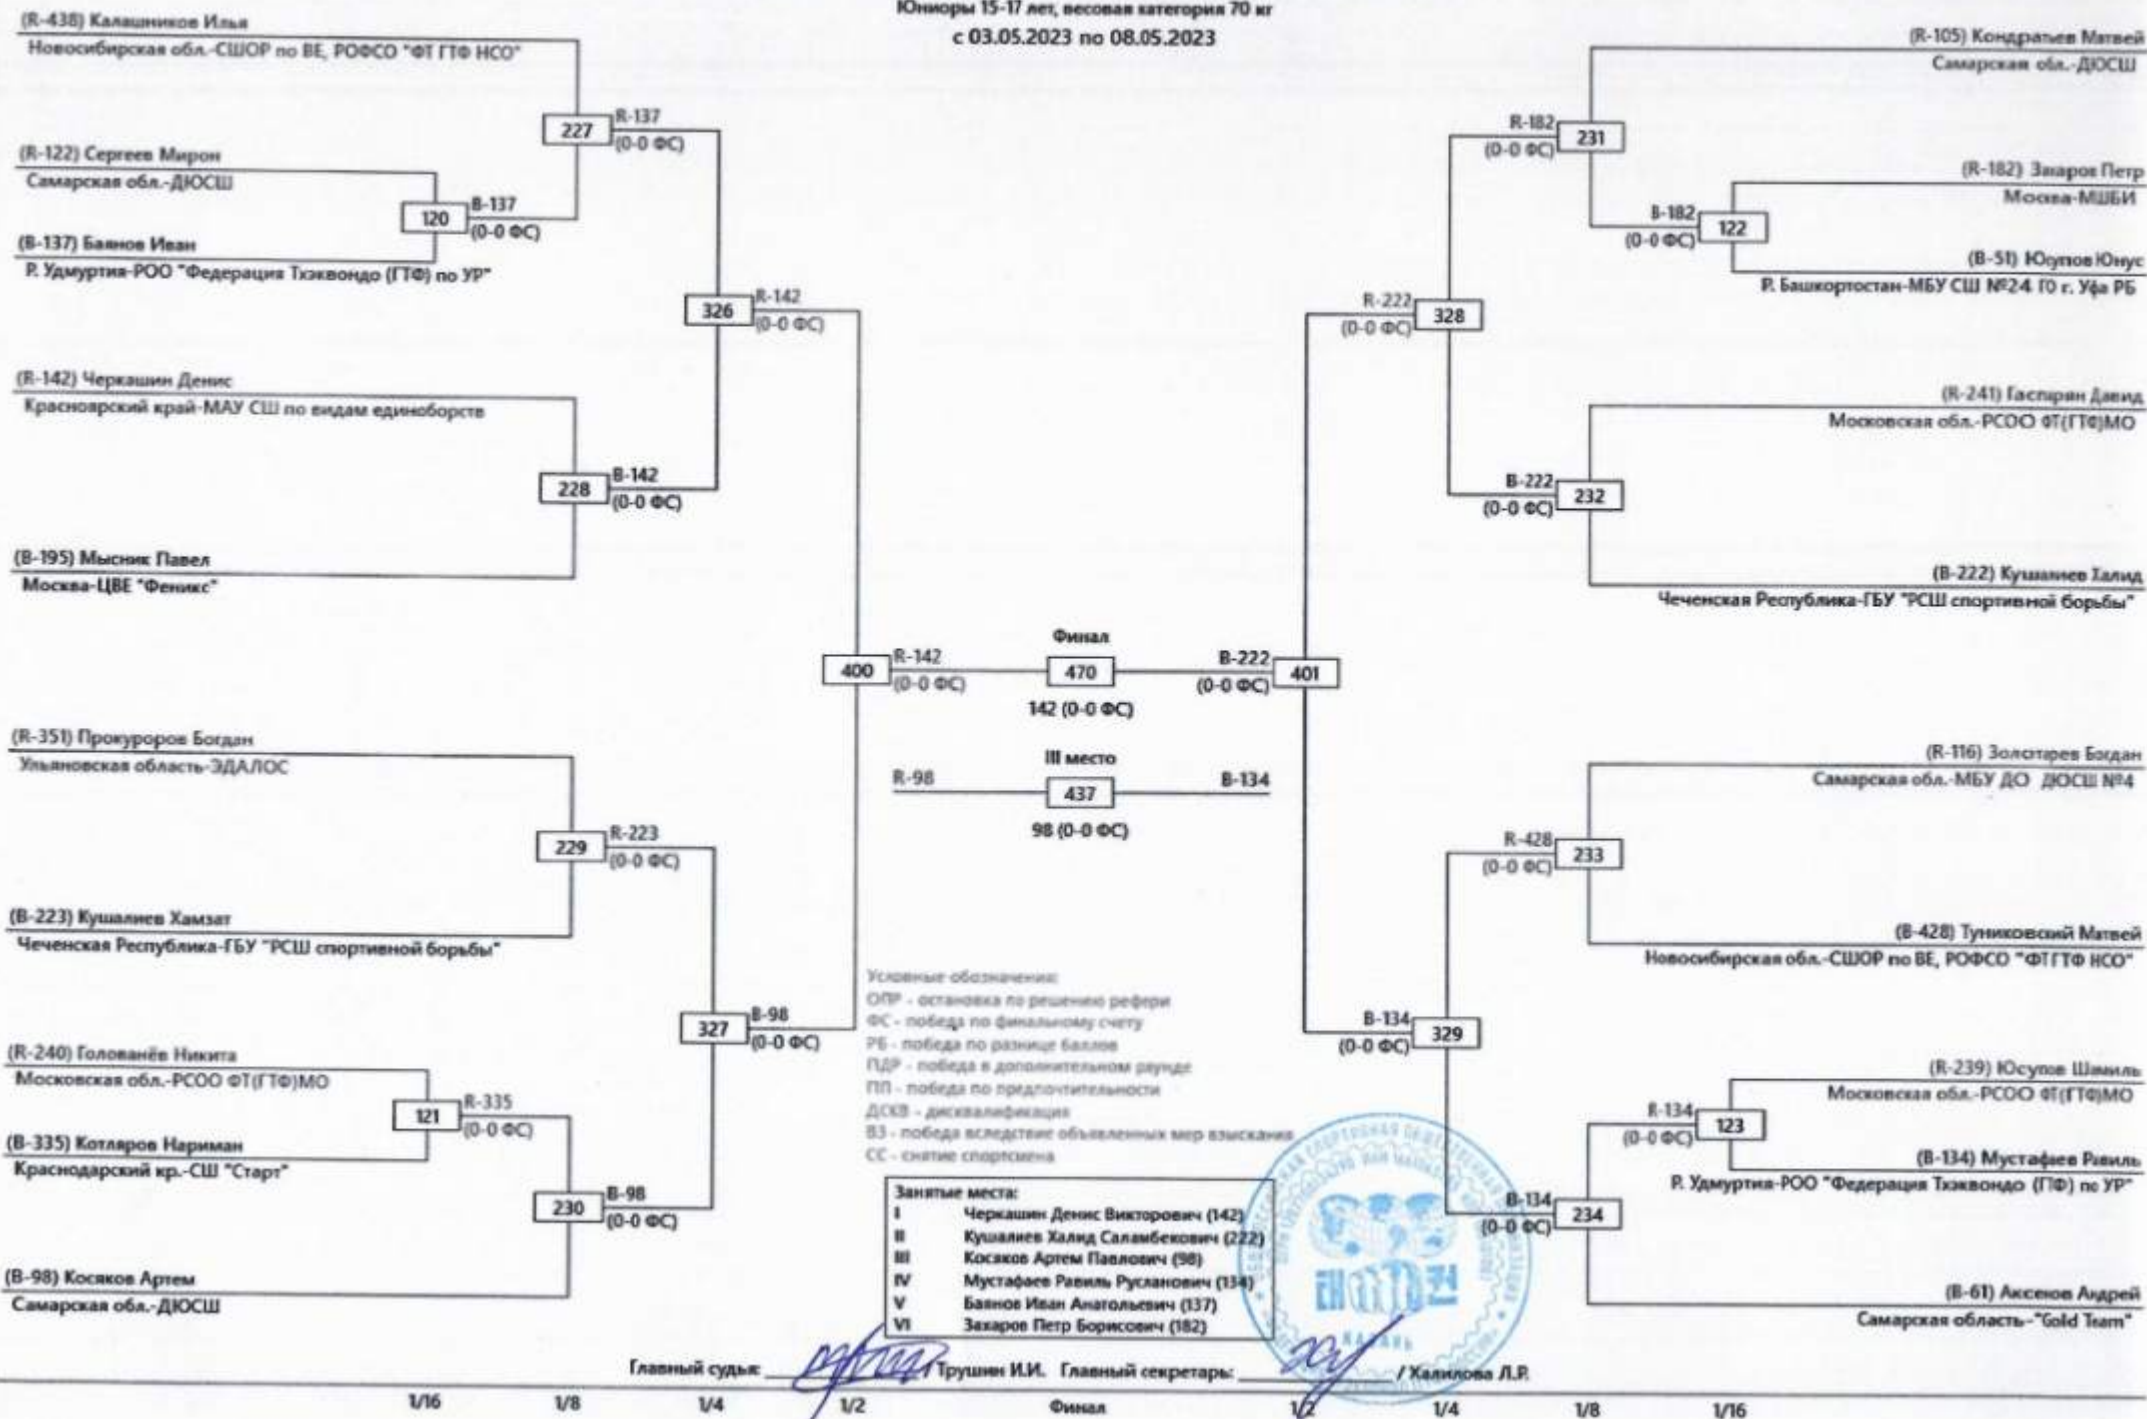 Юниоры 15-17 лет, весовая категория 70 кг
с 03.05.2023 по 08.05.2023
(R-438) Калашников Илья
Новосибирская обл.-СШОР по ВЕ, РОФСО "ФТ ГТФ НСО"
227
R-137
(0-0 ФС)
(R-122) Сергеев Мирон
Самарская обл.-ДЮСШ
120
B-137
(0-0 ФС)
(B-137) Баянов Иван
Р. Удмуртия-РОО "Федерация Тхэквондо (ГТФ) по УР"
326
R-142
(0-0 ФС)
(R-142) Черкашин Денис
Красноярский край-МАУ СШ по видам единоборств
228
B-142
(0-0 ФС)
(B-195) Мысник Павел
Москва-ЦВЕ "Феникс"
400
R-142
(0-0 ФС)
(R-351) Прокуроров Богдан
Ульяновская область-ЭДАЛОС
229
R-223
(0-0 ФС)
(B-223) Кушалиев Хамзат
Чеченская Республика-ГБУ "РСШ спортивной борьбы"
327
B-98
(0-0 ФС)
(R-240) Голованёв Никита
Московская обл.-РСОО ФТ(ГТФ)МО
121
R-335
(0-0 ФС)
(B-335) Котляров Нариман
Краснодарский кр.-СШ "Старт"
230
B-98
(0-0 ФС)
(B-98) Косяков Артем
Самарская обл.-ДЮСШ
Финал
470
142 (0-0 ФС)
III место
R-98
437
B-134
98 (0-0 ФС)
(R-105) Кондратьев Матвей
Самарская обл.-ДЮСШ
R-182
(0-0 ФС)
231
(R-182) Захаров Петр
Москва-МШБИ
B-182
(0-0 ФС)
122
(B-51) Юсупов Юнус
Р. Башкортостан-МБУ СШ №24 ГО г. Уфа РБ
R-222
(0-0 ФС)
328
(R-241) Гаспарян Давид
Московская обл.-РСОО ФТ(ГТФ)МО
B-222
(0-0 ФС)
232
(B-222) Кушалиев Халид
Чеченская Республика-ГБУ "РСШ спортивной борьбы"
B-222
(0-0 ФС)
401
(R-116) Золотарев Богдан
Самарская обл.-МБУ ДО ДЮСШ №4
R-428
(0-0 ФС)
233
(B-428) Туниковский Матвей
Новосибирская обл.-СШОР по ВЕ, РОФСО "ФТ ГТФ НСО"
B-134
(0-0 ФС)
329
(R-239) Юсупов Шамиль
Московская обл.-РСОО ФТ(ГТФ)МО
R-134
(0-0 ФС)
123
(B-134) Мустафаев Равиль
Р. Удмуртия-РОО "Федерация Тхэквондо (ГТФ) по УР"
B-134
(0-0 ФС)
234
(B-61) Аксенов Андрей
Самарская область-"Gold Team"
Условные обозначения:
ОПР - остановка по решению рефери
ФС - победа по финальному счету
РБ - победа по разнице баллов
ПДР - победа в дополнительном раунде
ПП - победа по предпочтительности
ДСКВ - дисквалификация
ВЗ - победа вследствие объявленных мер взыскания
СС - снятие спортсмена
Занятые места:
I Черкашин Денис Викторович (142)
II Кушалиев Халид Саламбекович (222)
III Косяков Артем Павлович (98)
IV Мустафаев Равиль Русланович (134)
V Баянов Иван Анатольевич (137)
VI Захаров Петр Борисович (182)
Главный судья: / Трушин И.И. Главный секретарь: / Халилова Л.Р.
1/16 1/8 1/4 1/2 Финал 1/2 1/4 1/8 1/16